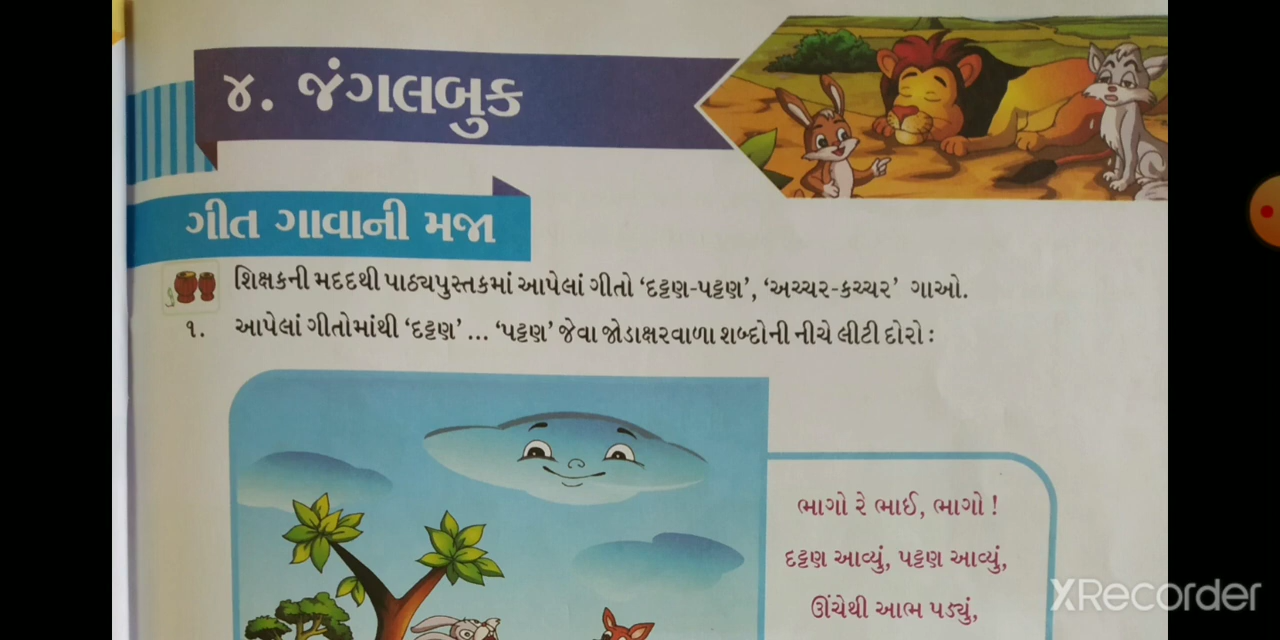 ૪. જંગલબુક
ગીત ગાવાની મજા
શિક્ષકની મદદથી પાઠ્યપુસ્તકમાં આપેલાં ગીતો ‘દટ્ટણ-પટ્ટણ’, ‘અચ્ચર-કચ્ચર’ ગાઓ.
૧. આપેલાં ગીતોમાંથી ‘દટ્ટણ’ ... ‘પટ્ટણ’ જેવા જોડાક્ષરવાળા શબ્દોની નીચે લીટી દોરો :
ભાગો રે ભાઈ, ભાગો !
દટ્ટણ આવ્યું, પટ્ટણ આવ્યું,
ઊંચેથી આભ પડ્યું,
XRecorder